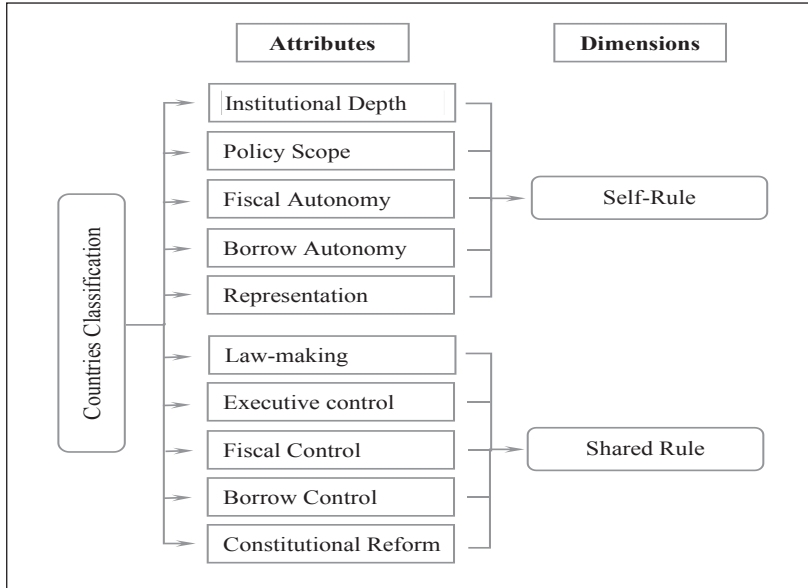 Attributes
Dimensions
Institutional Depth
Policy Scope
Fiscal Autonomy
Self-Rule
Borrow Autonomy
Representation
Countries Classification
Law-making
Executive control
Fiscal Control
Shared Rule
Borrow Control
Constitutional Reform